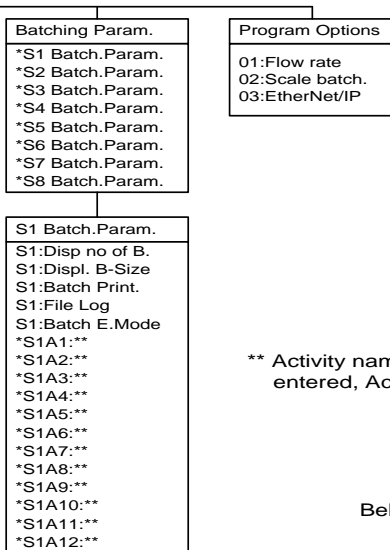 Batching Param.
*S1 Batch.Param.
*S2 Batch.Param.
*S3 Batch.Param.
*S4 Batch.Param.
*S5 Batch.Param.
*S6 Batch.Param.
*S7 Batch.Param.
*S8 Batch.Param.
Program Options
01:Flow rate
02:Scale batch.
03:EtherNet/IP
S1 Batch.Param.
S1:Disp no of B.
S1:Displ. B-Size
S1:Batch Print.
S1:File Log
S1:Batch E.Mode
*S1A1:**
*S1A2:**
*S1A3:**
*S1A4:**
*S1A5:**
*S1A6:**
*S1A7:**
*S1A8:**
*S1A9:**
*S1A10:**
*S1A11:**
*S1A12:**
** Activity nam
entered, Ac
Bel